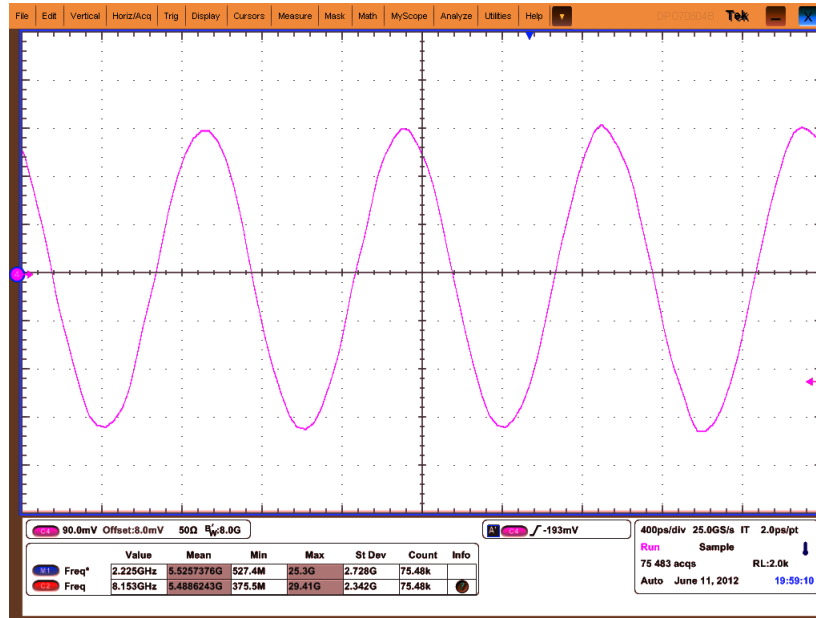 File Edit Vertical Horiz/Acq Trig Display Cursors Measure Mask Math MyScope Analyze Utilities Help DPO70804B Tek X
4
C4 90.0mV Offset:8.0mV 50Ω BW:8.0G
A' C4 -193mV
400ps/div 25.0GS/s IT 2.0ps/pt
Run Sample
75 483 acqs RL:2.0k
Auto June 11, 2012 19:59:10
Value Mean Min Max St Dev Count Info
M1 Freq* 2.225GHz 5.5257376G 527.4M 25.3G 2.728G 75.48k
C2 Freq 8.153GHz 5.4886243G 375.5M 29.41G 2.342G 75.48k